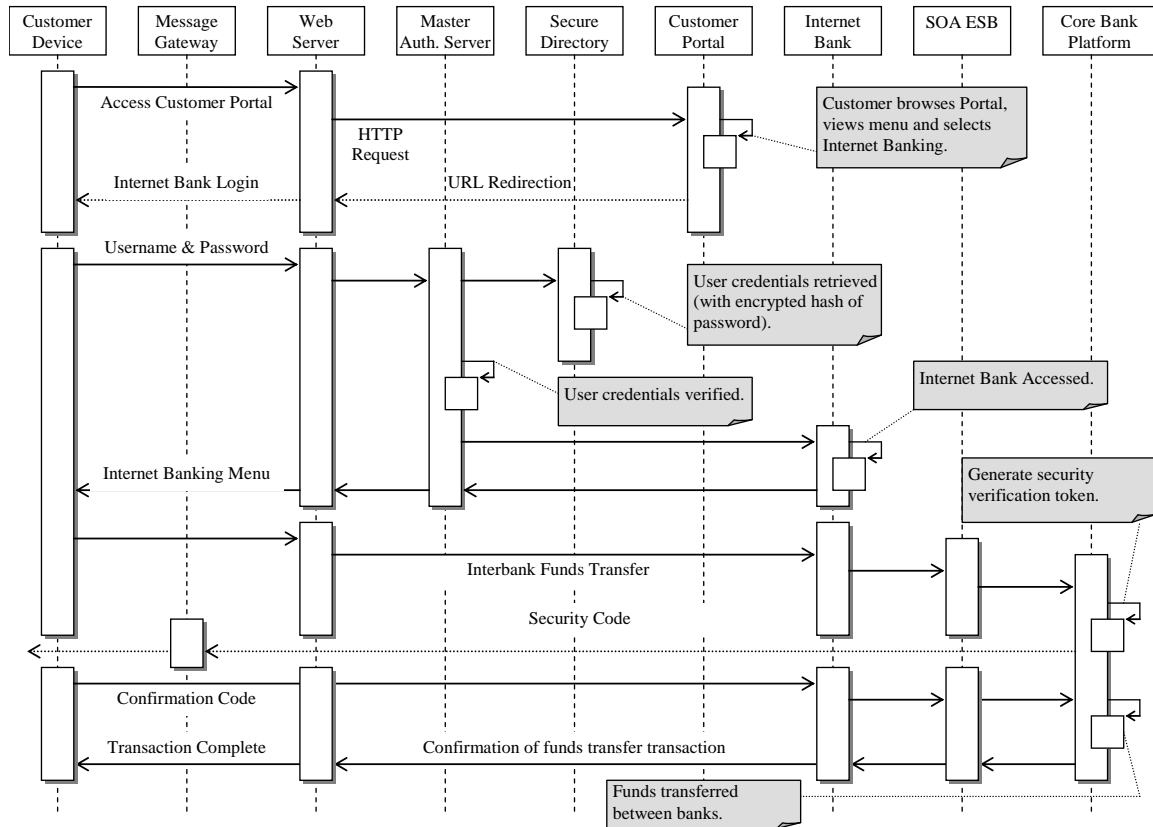 Customer
Device
Message
Gateway
Web
Server
Master
Auth. Server
Secure
Directory
Customer
Portal
Internet
Bank
SOA ESB
Core Bank
Platform
Access Customer Portal
HTTP
Request
Customer browses Portal,
views menu and selects
Internet Banking.
Internet Bank Login
URL Redirection
Username & Password
User credentials retrieved
(with encrypted hash of
password).
User credentials verified.
Internet Bank Accessed.
Internet Banking Menu
Generate security
verification token.
Interbank Funds Transfer
Security Code
Confirmation Code
Transaction Complete
Confirmation of funds transfer transaction
Funds transferred
between banks.